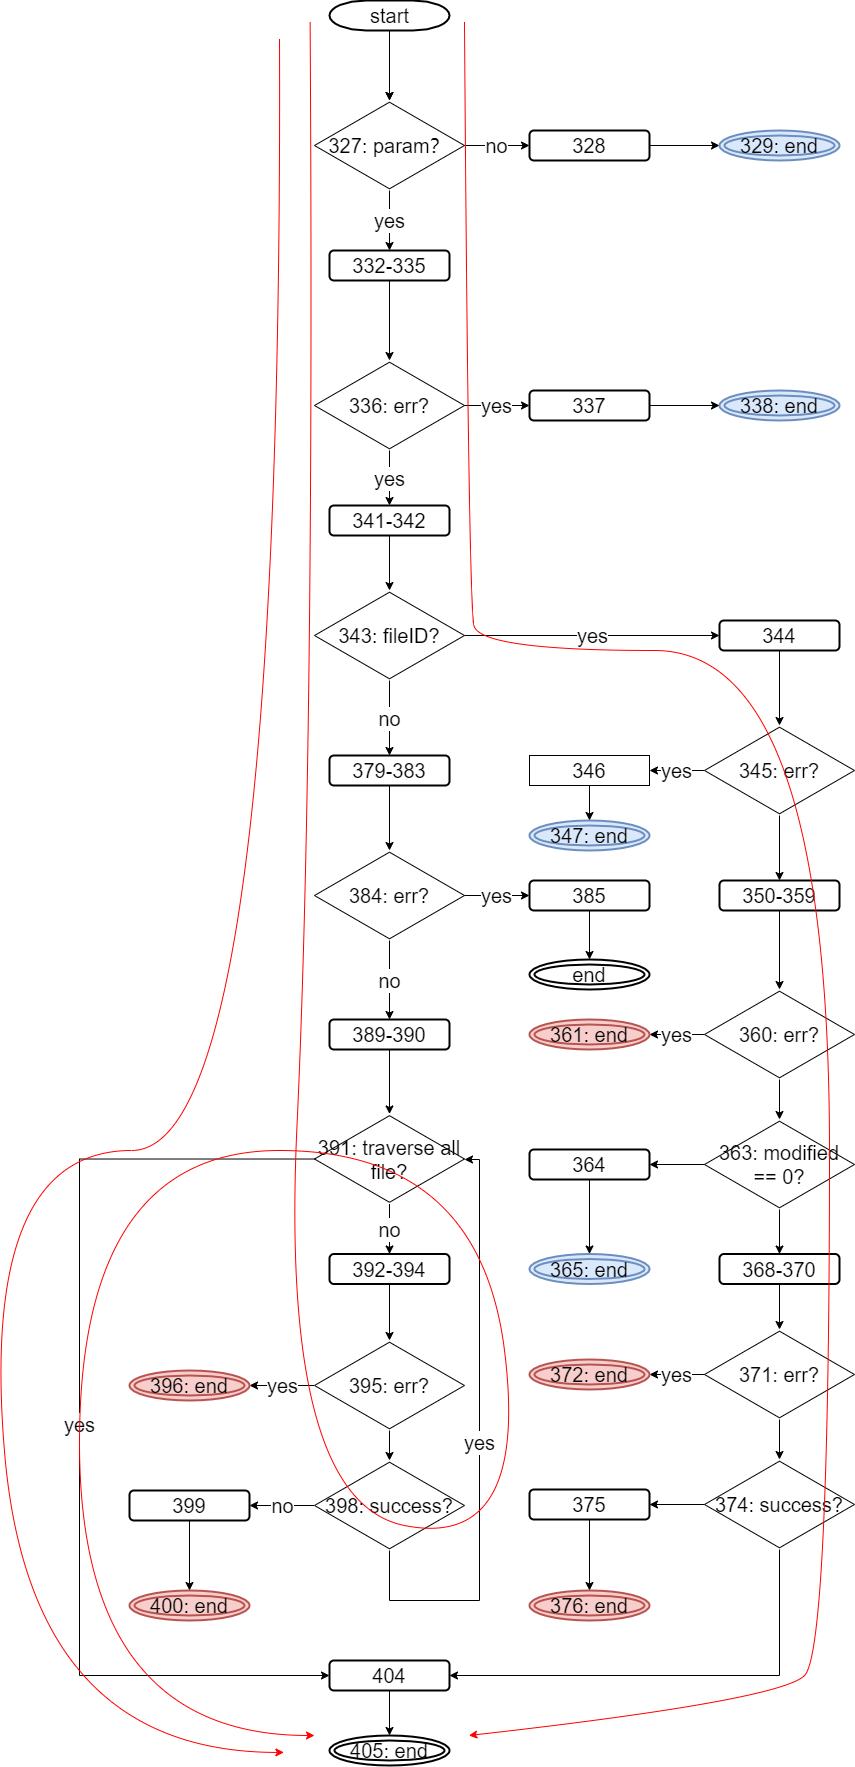 start
327: param?
no
328
329: end
yes
332-335
336: err?
yes
337
338: end
yes
341-342
343: fileID?
yes
344
no
379-383
346
yes
345: err?
347: end
384: err?
yes
385
350-359
end
no
389-390
361: end
yes
360: err?
391: traverse all
file?
364
363: modified
== 0?
no
392-394
365: end
368-370
396: end
yes
395: err?
372: end
yes
371: err?
yes
yes
399
no
398: success?
375
374: success?
400: end
376: end
404
405: end